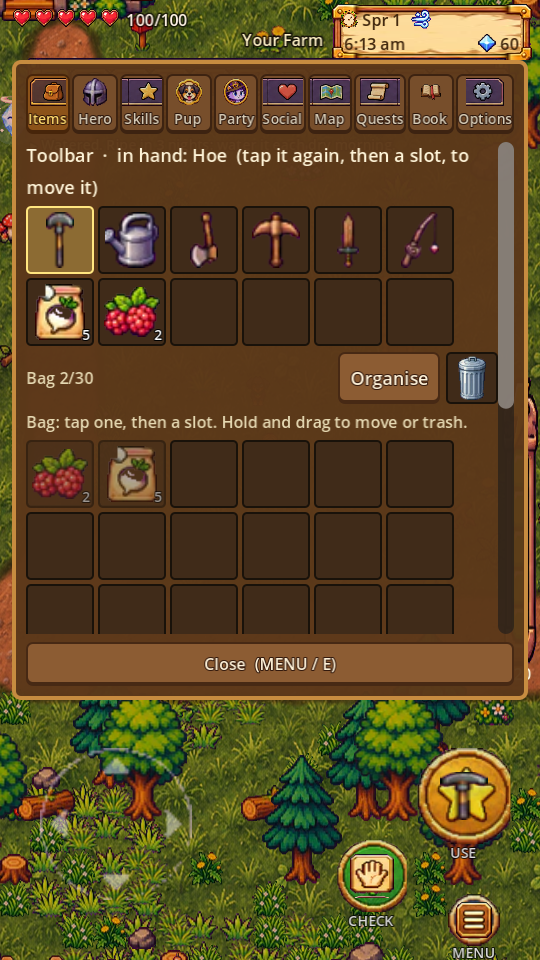 100/100
Spr 1
Your Farm
6:13 am
60
Items
Hero
Skills
Pup
Party
Social
Map
Quests
Book
Options
Toolbar · in hand: Hoe (tap it again, then a slot, to
move it)
5
2
Bag 2/30
Organise
Bag: tap one, then a slot. Hold and drag to move or trash.
2
5
Close (MENU / E)
USE
CHECK
MENU